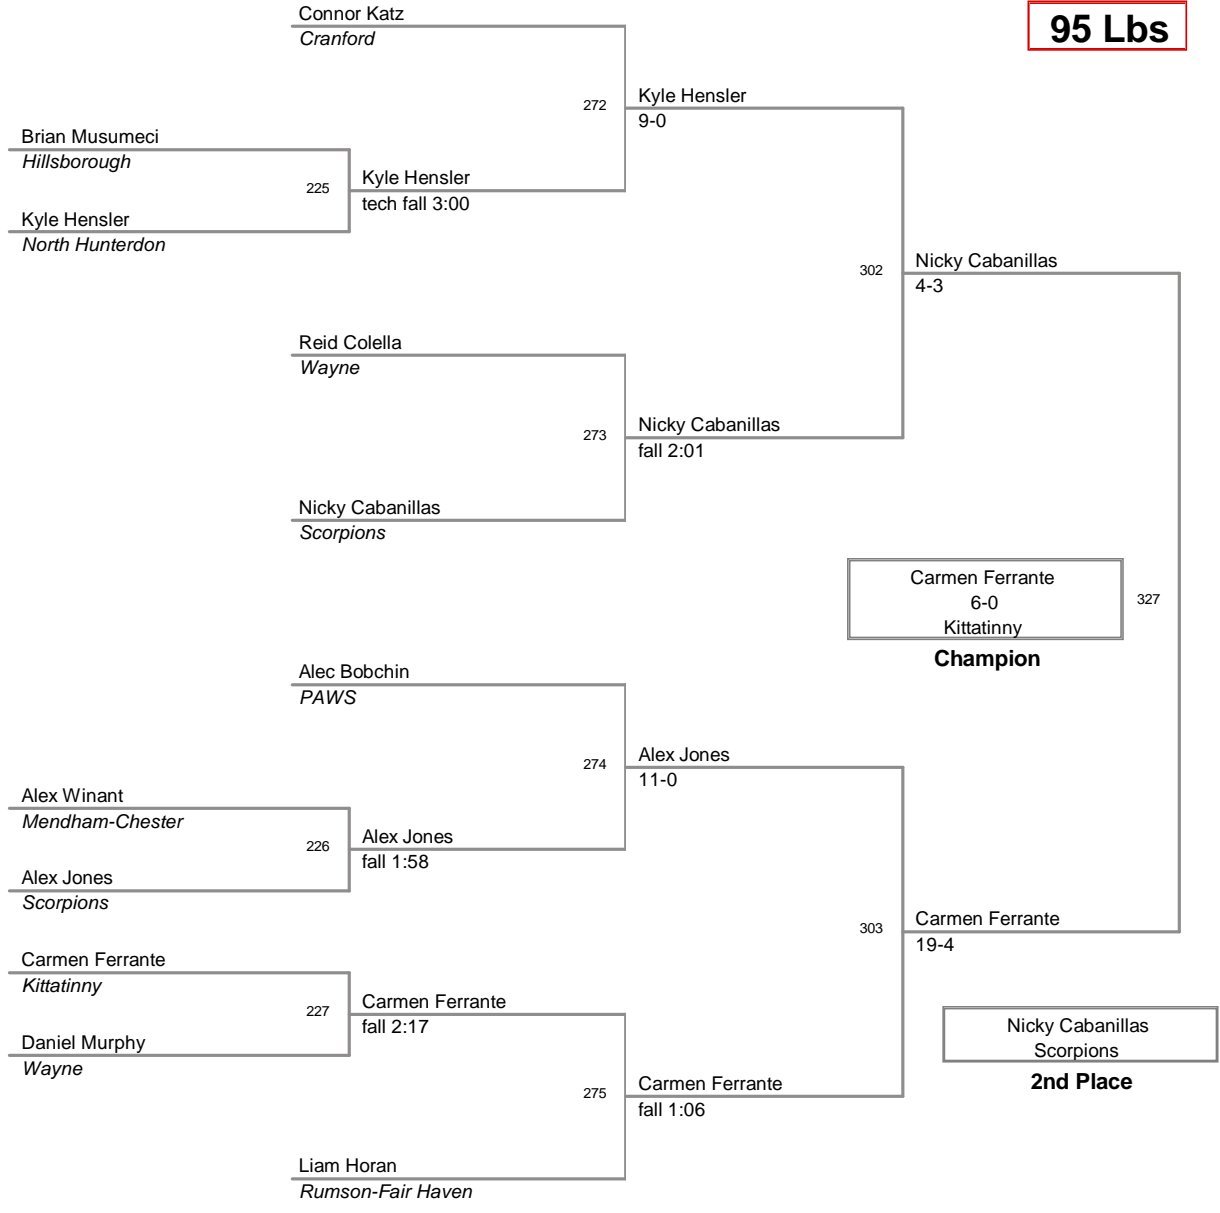 Connor Katz
Cranford
95 Lbs
272
Kyle Hensler
9-0
Brian Musumeci
Hillsborough
225
Kyle Hensler
tech fall 3:00
Kyle Hensler
North Hunterdon
302
Nicky Cabanillas
4-3
Reid Colella
Wayne
273
Nicky Cabanillas
fall 2:01
Nicky Cabanillas
Scorpions
Carmen Ferrante
6-0
Kittatinny
327
Champion
Alec Bobchin
PAWS
274
Alex Jones
11-0
Alex Winant
Mendham-Chester
226
Alex Jones
fall 1:58
Alex Jones
Scorpions
303
Carmen Ferrante
19-4
Carmen Ferrante
Kittatinny
227
Carmen Ferrante
fall 2:17
Daniel Murphy
Wayne
Nicky Cabanillas
Scorpions
2nd Place
275
Carmen Ferrante
fall 1:06
Liam Horan
Rumson-Fair Haven